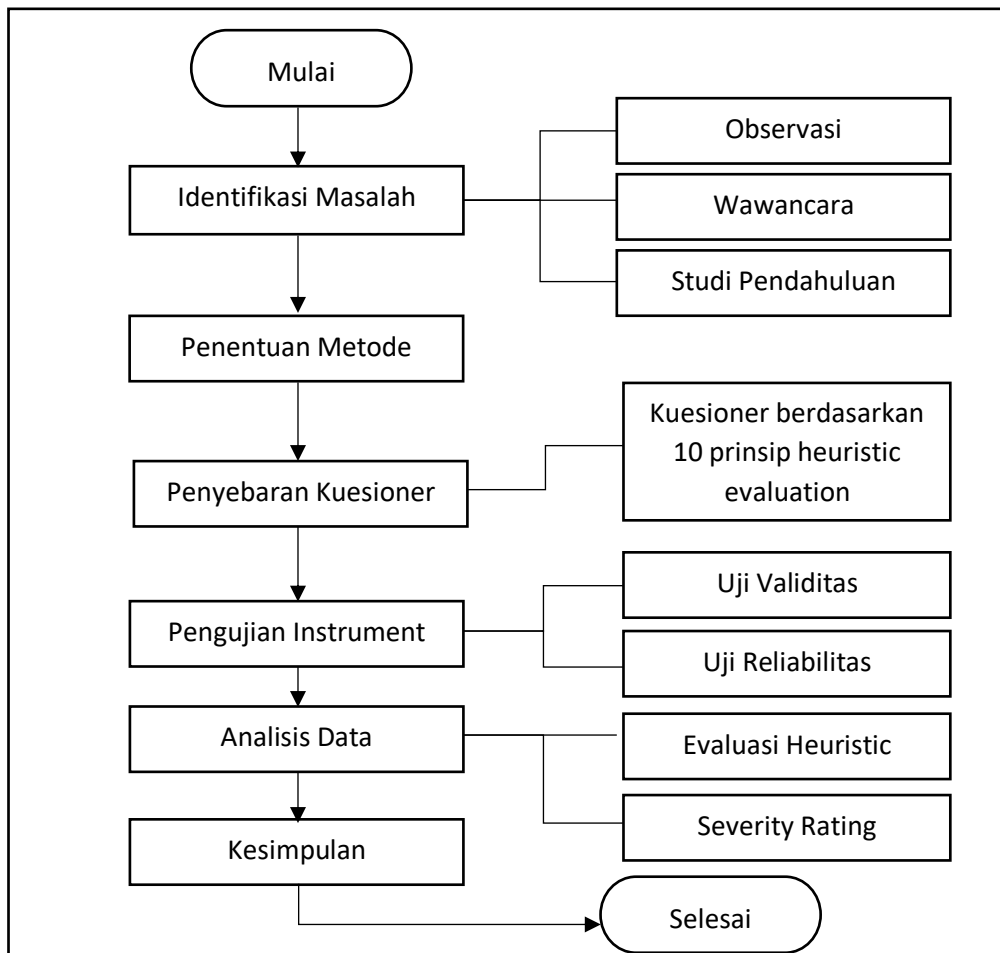 Mulai
Observasi
Identifikasi Masalah
Wawancara
Studi Pendahuluan
Penentuan Metode
Kuesioner berdasarkan
10 prinsip heuristic
evaluation
Penyebaran Kuesioner
Uji Validitas
Pengujian Instrument
Uji Reliabilitas
Analisis Data
Evaluasi Heuristic
Severity Rating
Kesimpulan
Selesai